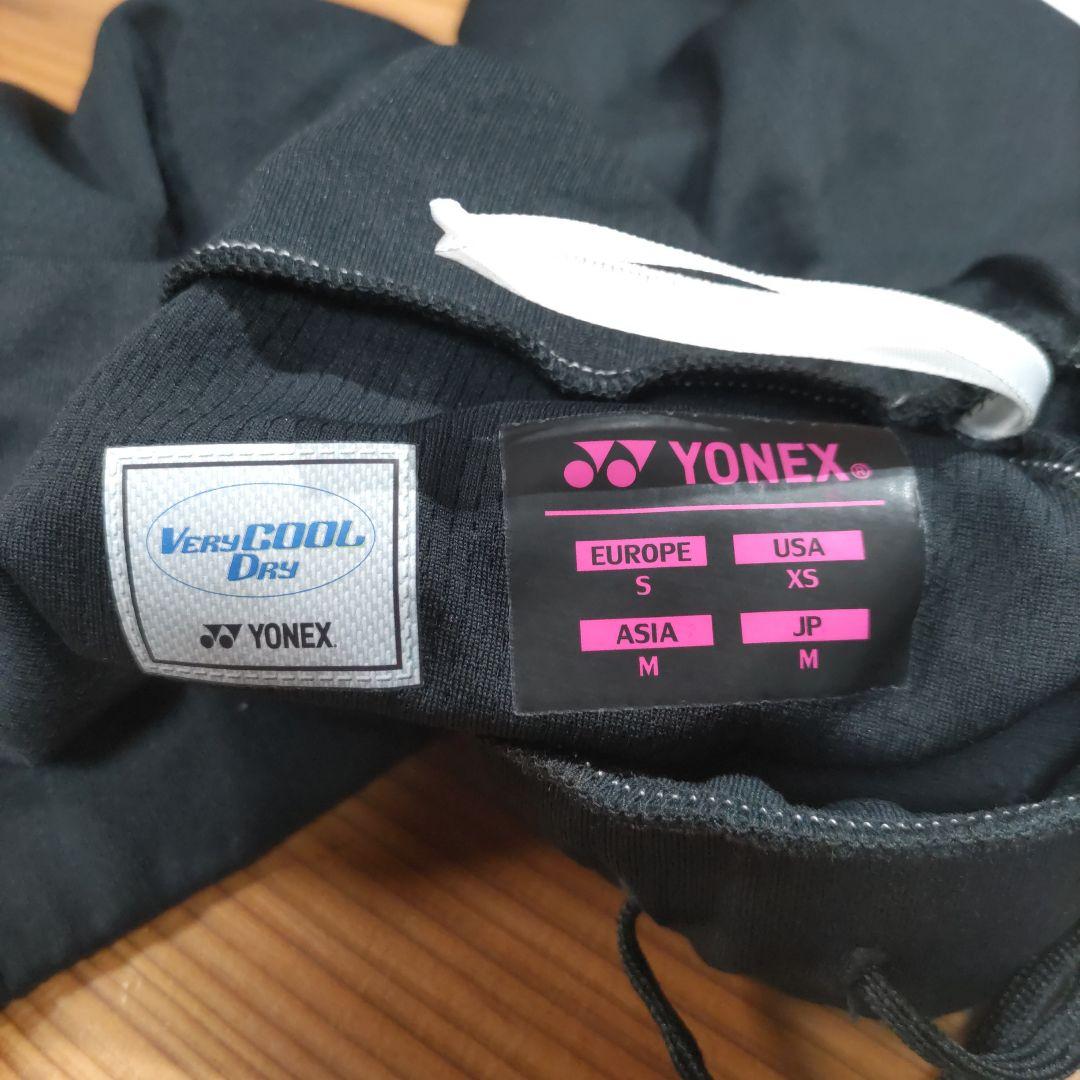 VERYCOOL
DRY
YONEX.
YONEX®
EUROPE
S
USA
XS
ASIA
M
JP
M